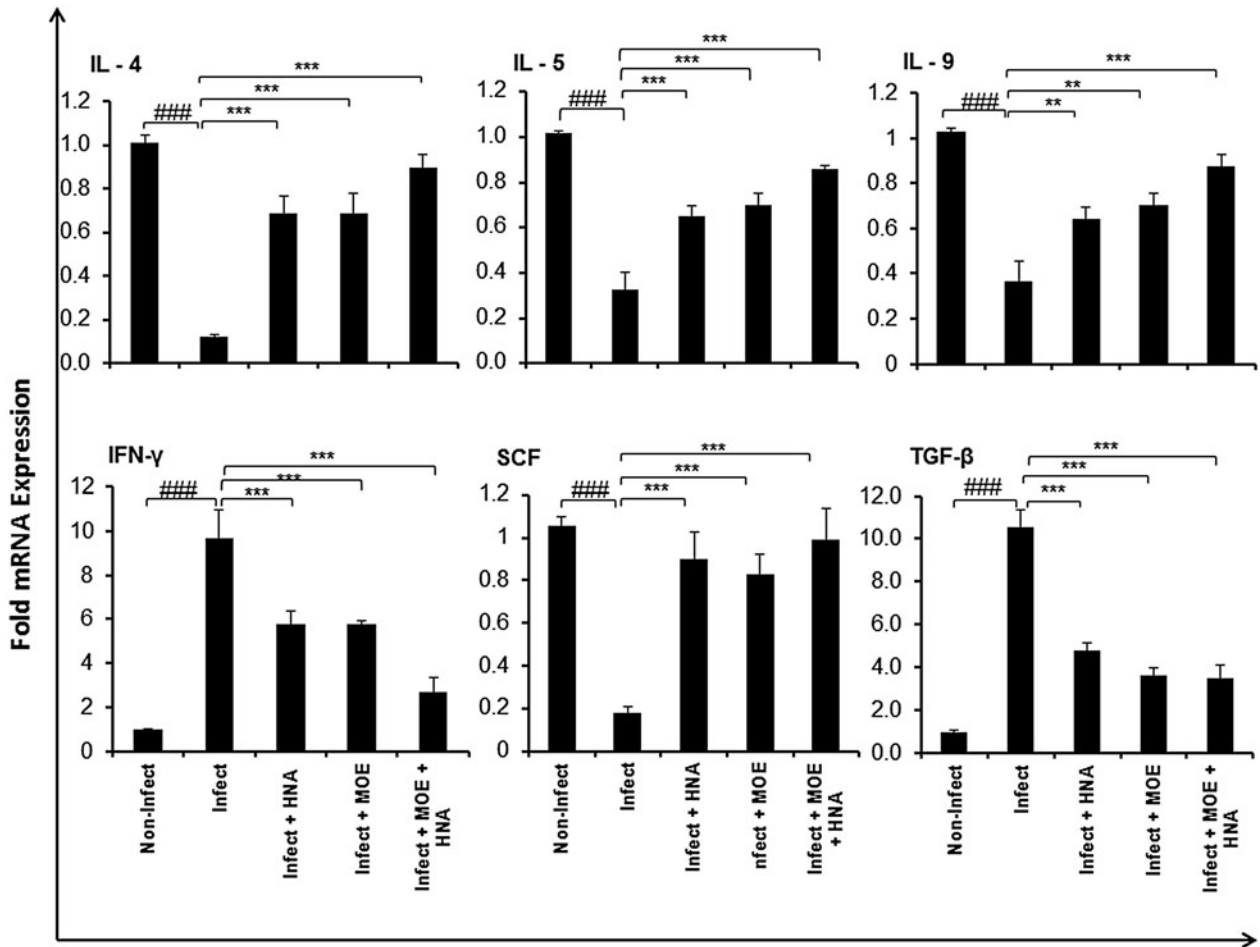 Fold mRNA Expression
IL - 4
***
***
***
###
1.2
1.0
0.8
0.6
0.4
0.2
0.0
IL - 5
***
***
***
###
1.2
1
0.8
0.6
0.4
0.2
0.0
IL - 9
***
**
**
###
1.2
1
0.8
0.6
0.4
0.2
0
IFN-γ
***
***
***
###
12
10
8
6
4
2
0
Non-Infect
Infect
Infect + HNA
Infect + MOE
Infect + MOE +
HNA
SCF
***
***
***
###
1.2
1
0.8
0.6
0.4
0.2
0
Non-Infect
Infect
Infect + HNA
nfect + MOE
Infect + MOE
+ HNA
TGF-β
***
***
***
###
12.0
10.0
8.0
6.0
4.0
2.0
0.0
Non-Infect
Infect
Infect + HNA
Infect + MOE
Infect + MOE +
HNA